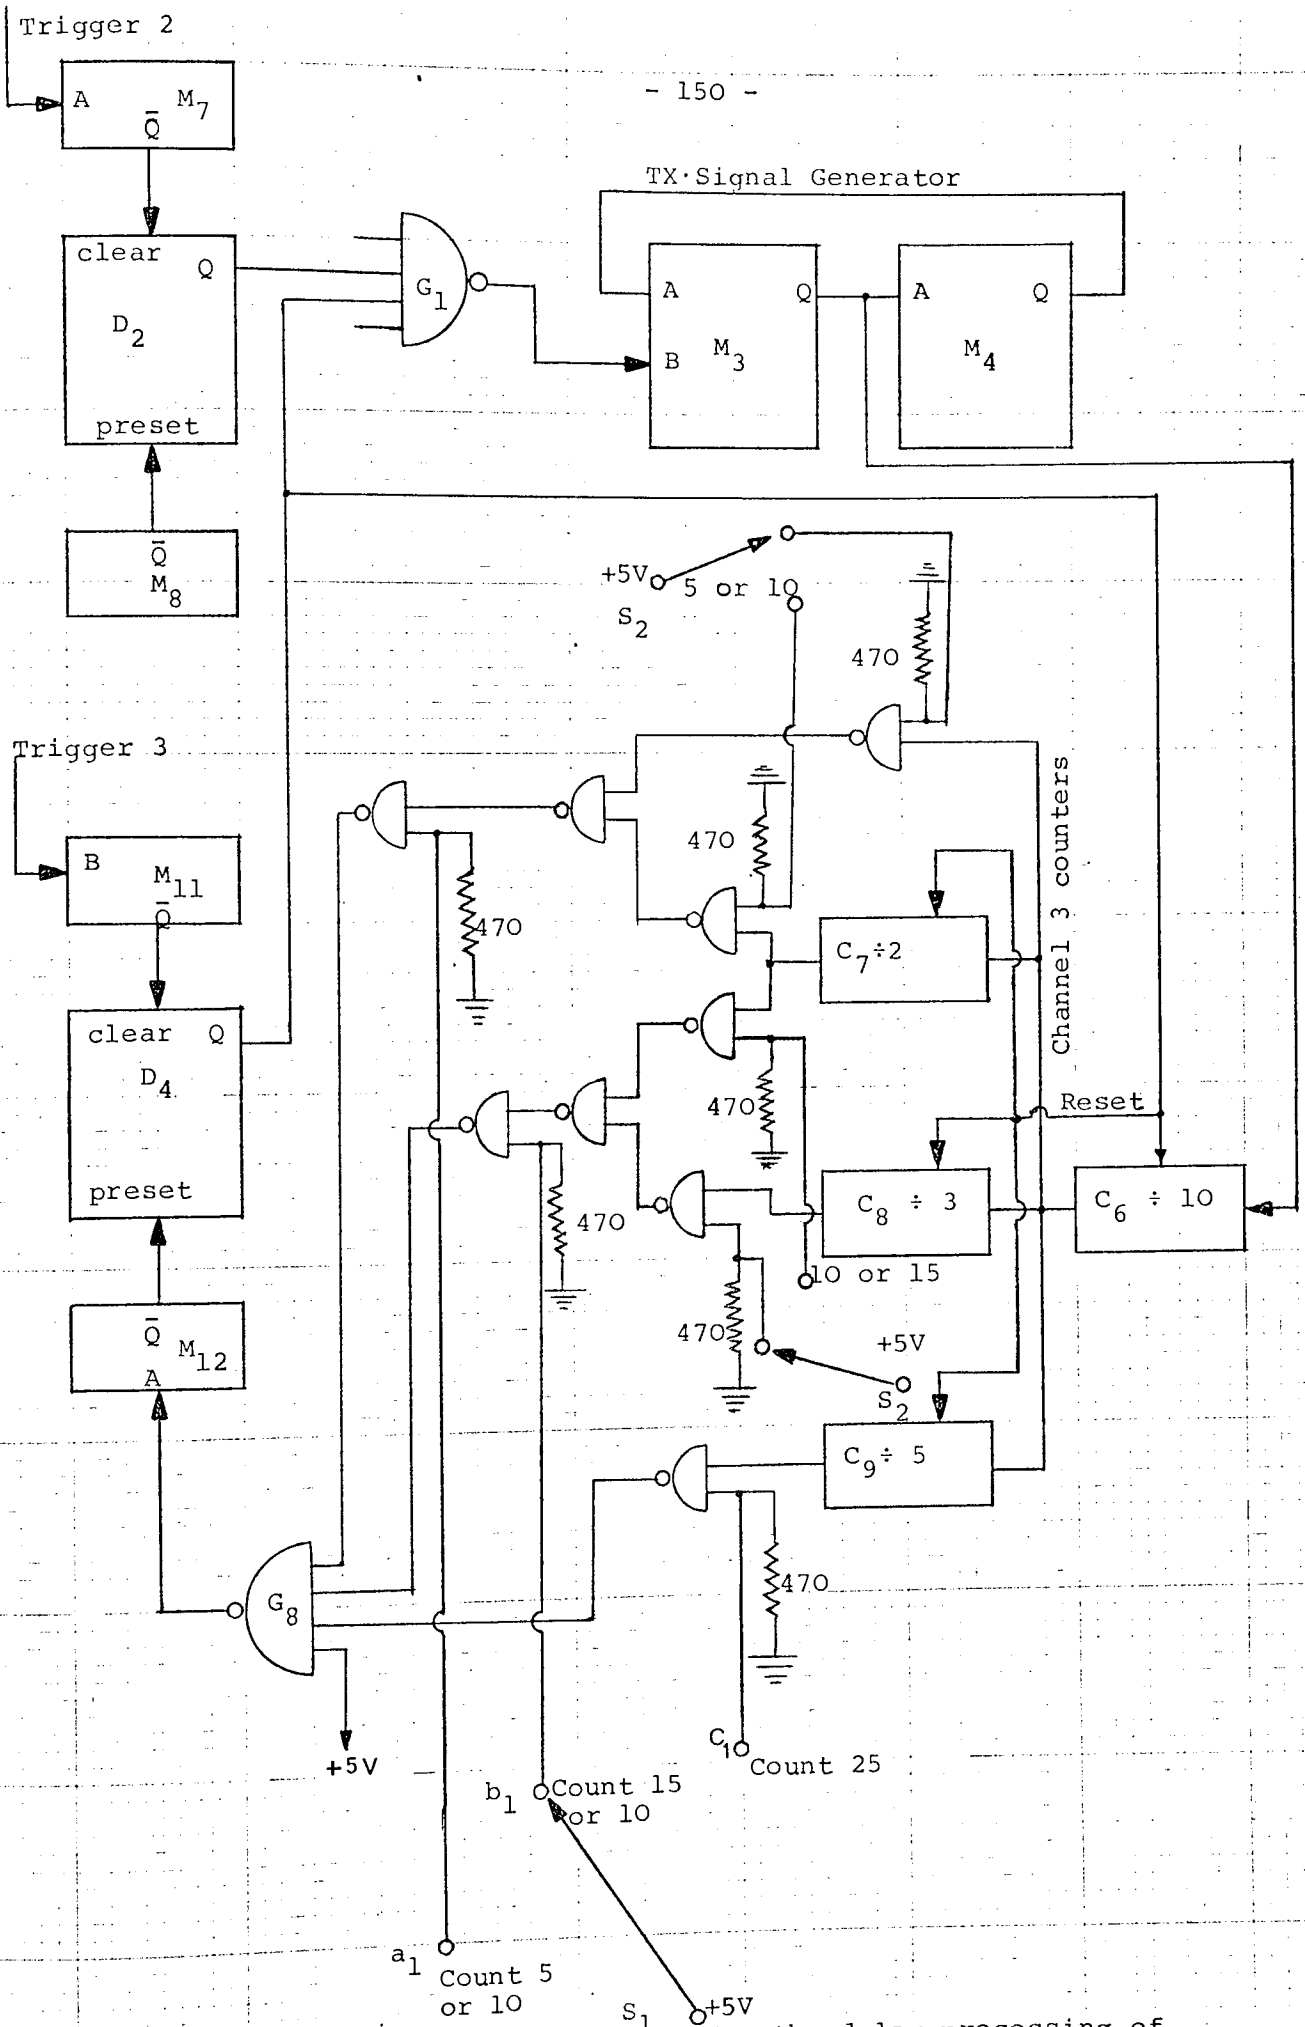 Trigger 2
- 150 -
A M7
Q̄
TX·Signal Generator
clear
Q
D2
preset
G1
A Q
M3
B
A Q
M4
Q̄
M8
+5V
5 or 10
S2
470
Trigger 3
B
M11
Q̄
470
470
C7 ÷2
Channel 3 counters
clear Q
D4
preset
470
Reset
470
C8 ÷ 3
C6 ÷ 10
10 or 15
Q̄
M12
A
470
+5V
S2
C9 ÷ 5
G8
470
+5V
C1
Count 25
b1
Count 15
or 10
a1
Count 5
or 10
S1
+5V
processing of